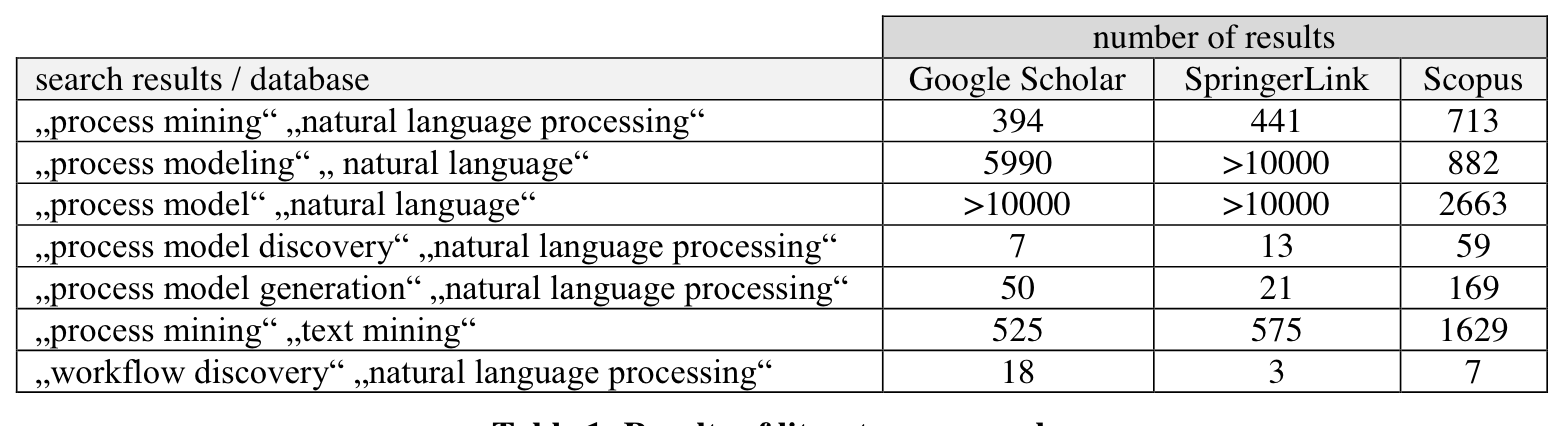 number of results
search results / database Google Scholar SpringerLink Scopus
„process mining“ „natural language processing“ 394 441 713
„process modeling“ „ natural language“ 5990 >10000 882
„process model“ „natural language“ >10000 >10000 2663
„process model discovery“ „natural language processing“ 7 13 59
„process model generation“ „natural language processing“ 50 21 169
„process mining“ „text mining“ 525 575 1629
„workflow discovery“ „natural language processing“ 18 3 7